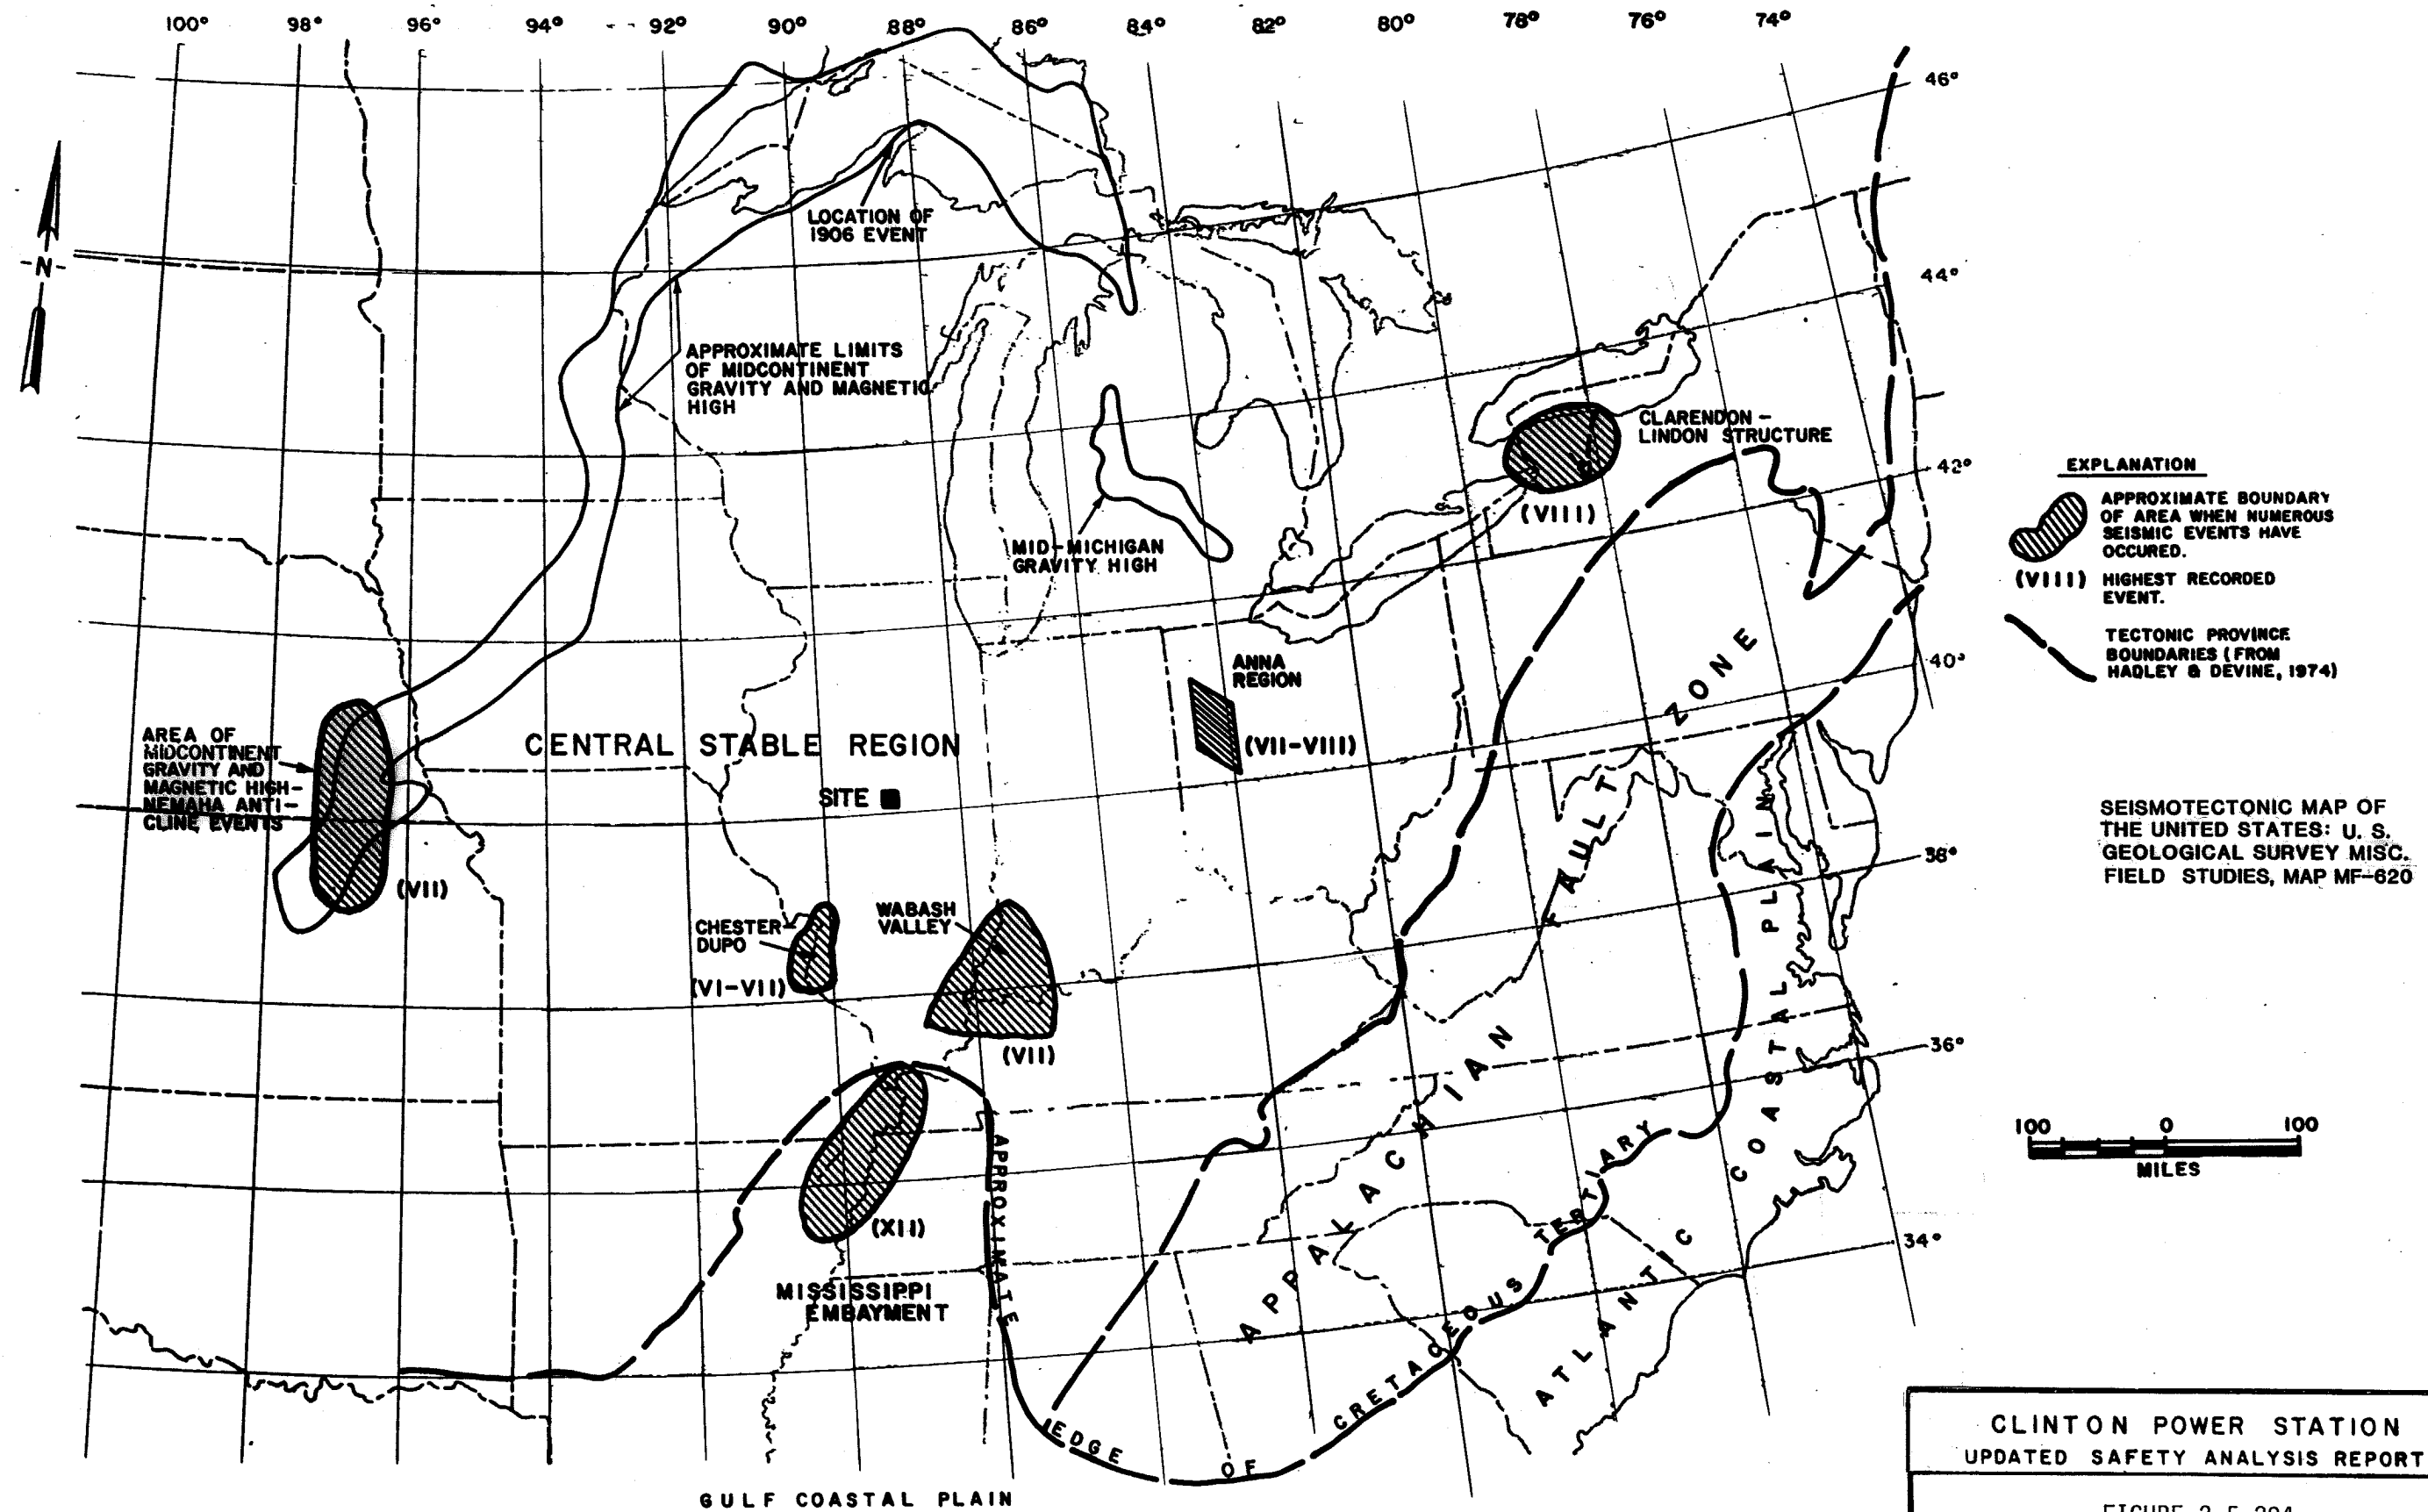 100° 98° 96° 94° 92° 90° 88° 86° 84° 82° 80° 78° 76° 74°
46°
44°
42°
40°
38°
36°
34°
N
LOCATION OF
1906 EVENT
APPROXIMATE LIMITS
OF MIDCONTINENT
GRAVITY AND MAGNETIC
HIGH
MID-MICHIGAN
GRAVITY HIGH
CLARENDON-
LINDON STRUCTURE
(VIII)
ANNA
REGION
(VII-VIII)
AREA OF
MIDCONTINENT
GRAVITY AND
MAGNETIC HIGH-
NEMAHA ANTI-
CLINE EVENTS
(VII)
CENTRAL STABLE REGION
SITE
CHESTER-
DUPO
(VI-VII)
WABASH
VALLEY
(VII)
(XII)
MISSISSIPPI
EMBAYMENT
APPROXIMATE EDGE OF CRETACEOUS TERTIARY
APPALACHIAN FAULT ZONE
ATLANTIC COASTAL PLAIN
GULF COASTAL PLAIN
EXPLANATION
APPROXIMATE BOUNDARY
OF AREA WHEN NUMEROUS
SEISMIC EVENTS HAVE
OCCURED.
(VIII) HIGHEST RECORDED
EVENT.
TECTONIC PROVINCE
BOUNDARIES (FROM
HADLEY & DEVINE, 1974)
SEISMOTECTONIC MAP OF
THE UNITED STATES: U. S.
GEOLOGICAL SURVEY MISC.
FIELD STUDIES, MAP MF-620
100 0 100
MILES
CLINTON POWER STATION
UPDATED SAFETY ANALYSIS REPORT